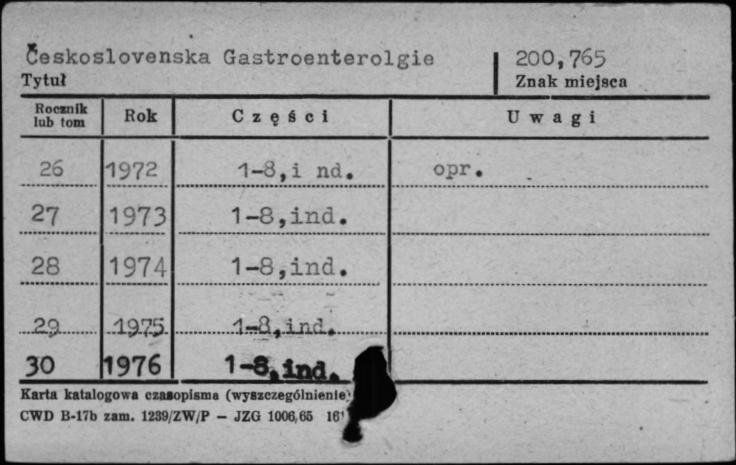 Československa Gastroenterolgie 200,765
Tytuł Znak miejsca
Rocznik lub tom Rok Części Uwagi
26 1972 1-8,i nd. opr.
27 1973 1-8,ind.
28 1974 1-8,ind.
29 1975 1-8,ind.
30 1976 1-8,ind.
Karta katalogowa czasopisma (wyszczególnienie)
CWD B-17b zam. 1239/ZW/P — JZG 1006,65